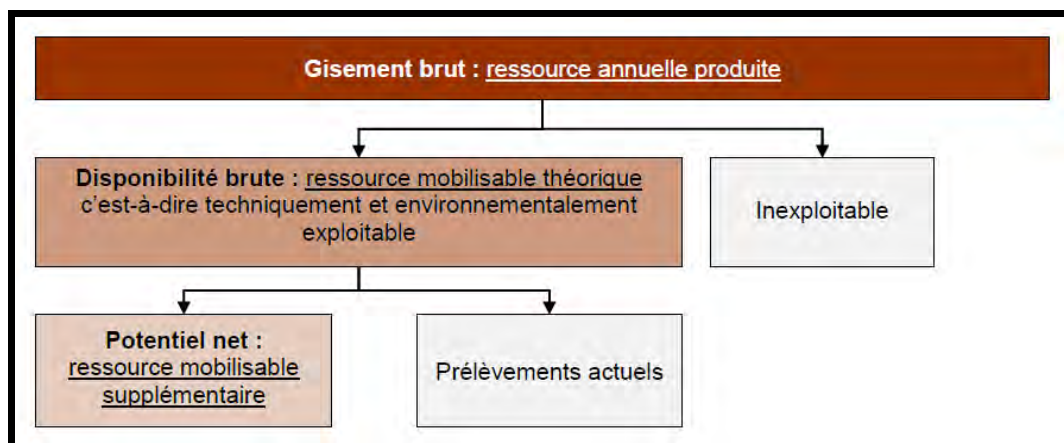 Gisement brut : ressource annuelle produite
Disponibilité brute : ressource mobilisable théorique
c'est-à-dire techniquement et environnementalement
exploitable
Inexploitable
Potentiel net :
ressource mobilisable
supplémentaire
Prélèvements actuels